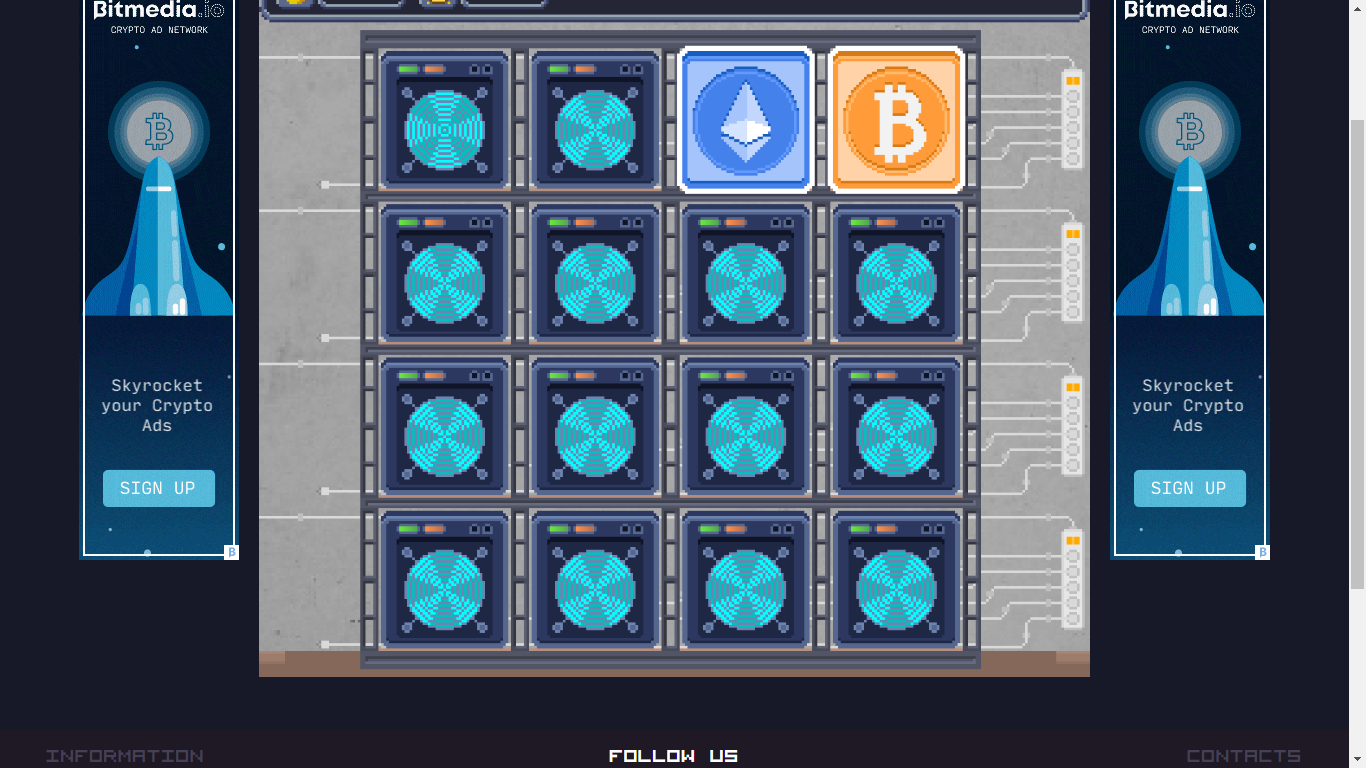 Bitmedia.io
CRYPTO AD NETWORK
Skyrocket
your Crypto
Ads
SIGN UP
Bitmedia.io
CRYPTO AD NETWORK
Skyrocket
your Crypto
Ads
SIGN UP
INFORMATION
FOLLOW US
CONTACTS